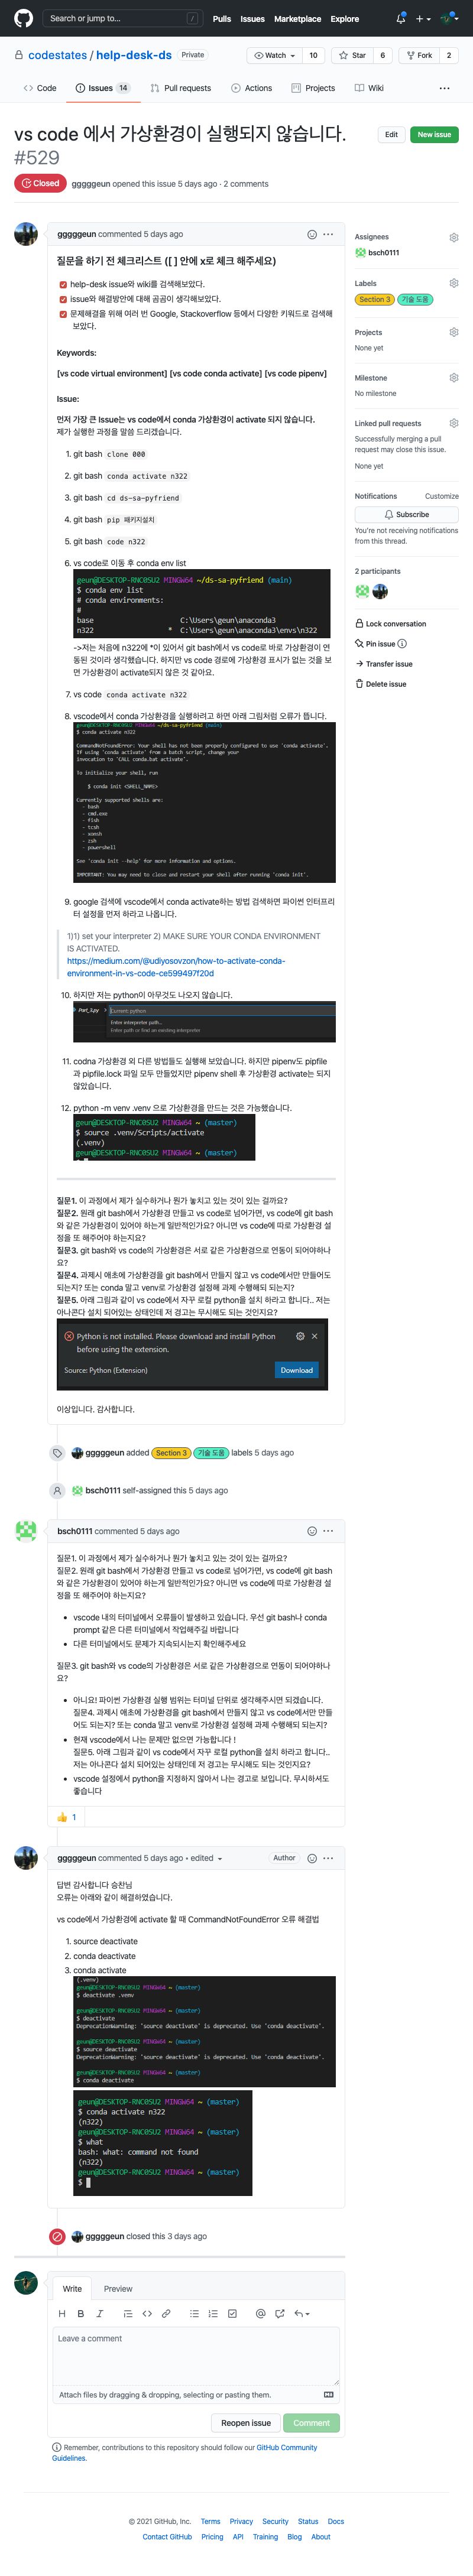 Search or jump to...
/
Pulls Issues Marketplace Explore
codestates / help-desk-ds Private
Watch 10 Star 6 Fork 2
Code Issues 14 Pull requests Actions Projects Wiki
vs code 에서 가상환경이 실행되지 않습니다.
#529
Edit New issue
Closed gggggeun opened this issue 5 days ago · 2 comments
gggggeun commented 5 days ago
질문을 하기 전 체크리스트 ([ ] 안에 x로 체크 해주세요)
help-desk issue와 wiki를 검색해보았다.
issue와 해결방안에 대해 곰곰이 생각해보았다.
문제해결을 위해 여러 번 Google, Stackoverflow 등에서 다양한 키워드로 검색해
보았다.
Keywords:
[vs code virtual environment] [vs code conda activate] [vs code pipenv]
Issue:
먼저 가장 큰 Issue는 vs code에서 conda 가상환경이 activate 되지 않습니다.
제가 실행한 과정을 말씀 드리겠습니다.
1. git bash clone 000
2. git bash conda activate n322
3. git bash cd ds-sa-pyfriend
4. git bash pip 패키지설치
5. git bash code n322
6. vs code로 이동 후 conda env list
geun@DESKTOP-RNC0SU2 MINGW64 ~/ds-sa-pyfriend (main)
$ conda env list
# conda environments:
#
base C:\Users\geun\anaconda3
n322 * C:\Users\geun\anaconda3\envs\n322
->저는 처음에 n322에 *이 있어서 git bash에서 vs code로 바로 가상환경이 연
동된 것이라 생각했습니다. 하지만 vs code 경로에 가상환경 표시가 없는 것을 보
면 가상환경이 activate되지 않은 것 같아요.
7. vs code conda activate n322
8. vscode에서 conda 가상환경을 실행하려고 하면 아래 그림처럼 오류가 뜹니다.
geun@DESKTOP-RNC0SU2 MINGW64 ~/ds-sa-pyfriend (main)
$ conda activate n322
CommandNotFoundError: Your shell has not been properly configured to use 'conda activate'.
If using 'conda activate' from a batch script, change your
invocation to 'CALL conda.bat activate'.
To initialize your shell, run
$ conda init <SHELL_NAME>
Currently supported shells are:
- bash
- cmd.exe
- fish
- tcsh
- xonsh
- zsh
- powershell
See 'conda init --help' for more information and options.
IMPORTANT: You may need to close and restart your shell after running 'conda init'.
9. google 검색에 vscode에서 conda activate하는 방법 검색하면 파이썬 인터프리
터 설정을 먼저 하라고 나옵니다.
1)1) set your interpreter 2) MAKE SURE YOUR CONDA ENVIRONMENT
IS ACTIVATED.
https://medium.com/@udiyosovzon/how-to-activate-conda-
environment-in-vs-code-ce599497f20d
10. 하지만 저는 python이 아무것도 나오지 않습니다.
Part_3.py
Current: python
Enter interpreter path...
Enter path or find an existing interpreter
11. codna 가상환경 외 다른 방법들도 실행해 보았습니다. 하지만 pipenv도 pipfile
과 pipfile.lock 파일 모두 만들었지만 pipenv shell 후 가상환경 activate는 되지
않았습니다.
12. python -m venv .venv 으로 가상환경을 만드는 것은 가능했습니다.
geun@DESKTOP-RNC0SU2 MINGW64 ~ (master)
$ source .venv/Scripts/activate
(.venv)
geun@DESKTOP-RNC0SU2 MINGW64 ~ (master)
질문1. 이 과정에서 제가 실수하거나 뭔가 놓치고 있는 것이 있는 걸까요?
질문2. 원래 git bash에서 가상환경 만들고 vs code로 넘어가면, vs code에 git bash
와 같은 가상환경이 있어야 하는게 일반적인가요? 아니면 vs code에 따로 가상환경 설
정을 또 해주어야 하는지요?
질문3. git bash와 vs code의 가상환경은 서로 같은 가상환경으로 연동이 되어야하나
요?
질문4. 과제시 애초에 가상환경을 git bash에서 만들지 않고 vs code에서만 만들어도
되는지? 또는 conda 말고 venv로 가상환경 설정해 과제 수행해되 되는지?
질문5. 아래 그림과 같이 vs code에서 자꾸 로컬 python을 설치 하라고 합니다.. 저는
아나콘다 설치 되어있는 상태인데 저 경고는 무시해도 되는 것인지요?
Python is not installed. Please download and install Python
before using the extension.
Source: Python (Extension) Download
이상입니다. 감사합니다.
gggggeun added Section 3 기술 도움 labels 5 days ago
bsch0111 self-assigned this 5 days ago
bsch0111 commented 5 days ago
질문1. 이 과정에서 제가 실수하거나 뭔가 놓치고 있는 것이 있는 걸까요?
질문2. 원래 git bash에서 가상환경 만들고 vs code로 넘어가면, vs code에 git bash
와 같은 가상환경이 있어야 하는게 일반적인가요? 아니면 vs code에 따로 가상환경 설
정을 또 해주어야 하는지요?
vscode 내의 터미널에서 오류들이 발생하고 있습니다. 우선 git bash나 conda
prompt 같은 다른 터미널에서 작업해주길 바랍니다
다른 터미널에서도 문제가 지속되시는지 확인해주세요
질문3. git bash와 vs code의 가상환경은 서로 같은 가상환경으로 연동이 되어야하나
요?
아니요! 파이썬 가상환경 실행 범위는 터미널 단위로 생각해주시면 되겠습니다.
질문4. 과제시 애초에 가상환경을 git bash에서 만들지 않고 vs code에서만 만들
어도 되는지? 또는 conda 말고 venv로 가상환경 설정해 과제 수행해되 되는지?
현재 vscode에서 나는 문제만 없으면 가능합니다 !
질문5. 아래 그림과 같이 vs code에서 자꾸 로컬 python을 설치 하라고 합니다..
저는 아나콘다 설치 되어있는 상태인데 저 경고는 무시해도 되는 것인지요?
vscode 설정에서 python을 지정하지 않아서 나는 경고로 보입니다. 무시하셔도
좋습니다
👍 1
gggggeun commented 5 days ago • edited Author
답변 감사합니다 승찬님
오류는 아래와 같이 해결하였습니다.
vs code에서 가상환경에 activate 할 때 CommandNotFoundError 오류 해결법
1. source deactivate
2. conda deactivate
3. conda activate
(.venv)
geun@DESKTOP-RNC0SU2 MINGW64 ~ (master)
$ deactivate .venv
geun@DESKTOP-RNC0SU2 MINGW64 ~ (master)
$ deactivate
DeprecationWarning: 'source deactivate' is deprecated. Use 'conda deactivate'.
geun@DESKTOP-RNC0SU2 MINGW64 ~ (master)
$ source deactivate
DeprecationWarning: 'source deactivate' is deprecated. Use 'conda deactivate'.
geun@DESKTOP-RNC0SU2 MINGW64 ~ (master)
$ conda deactivate
geun@DESKTOP-RNC0SU2 MINGW64 ~ (master)
$ conda activate n322
(n322)
geun@DESKTOP-RNC0SU2 MINGW64 ~ (master)
$ what
bash: what: command not found
(n322)
geun@DESKTOP-RNC0SU2 MINGW64 ~ (master)
$
gggggeun closed this 3 days ago
Write Preview
Leave a comment
Attach files by dragging & dropping, selecting or pasting them.
Reopen issue Comment
Remember, contributions to this repository should follow our GitHub Community
Guidelines.
Assignees
bsch0111
Labels
Section 3 기술 도움
Projects
None yet
Milestone
No milestone
Linked pull requests
Successfully merging a pull
request may close this issue.
None yet
Notifications Customize
Subscribe
You're not receiving notifications
from this thread.
2 participants
Lock conversation
Pin issue
Transfer issue
Delete issue
© 2021 GitHub, Inc. Terms Privacy Security Status Docs
Contact GitHub Pricing API Training Blog About